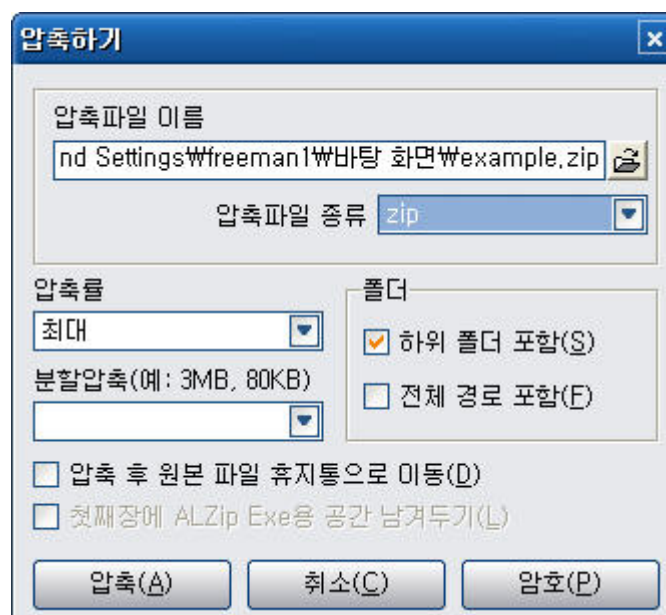 압축하기
압축파일 이름
nd Settings₩freeman1₩바탕 화면₩example.zip
압축파일 종류 zip
압축률
최대
분할압축(예: 3MB, 80KB)
폴더
하위 폴더 포함(S)
전체 경로 포함(F)
압축 후 원본 파일 휴지통으로 이동(D)
첫째장에 ALZip Exe용 공간 남겨두기(L)
압축(A) 취소(C) 암호(P)